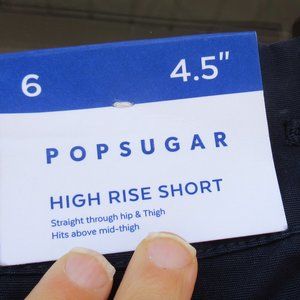 6 4.5"
POPSUGAR
HIGH RISE SHORT
Straight through hip & Thigh
Hits above mid-thigh